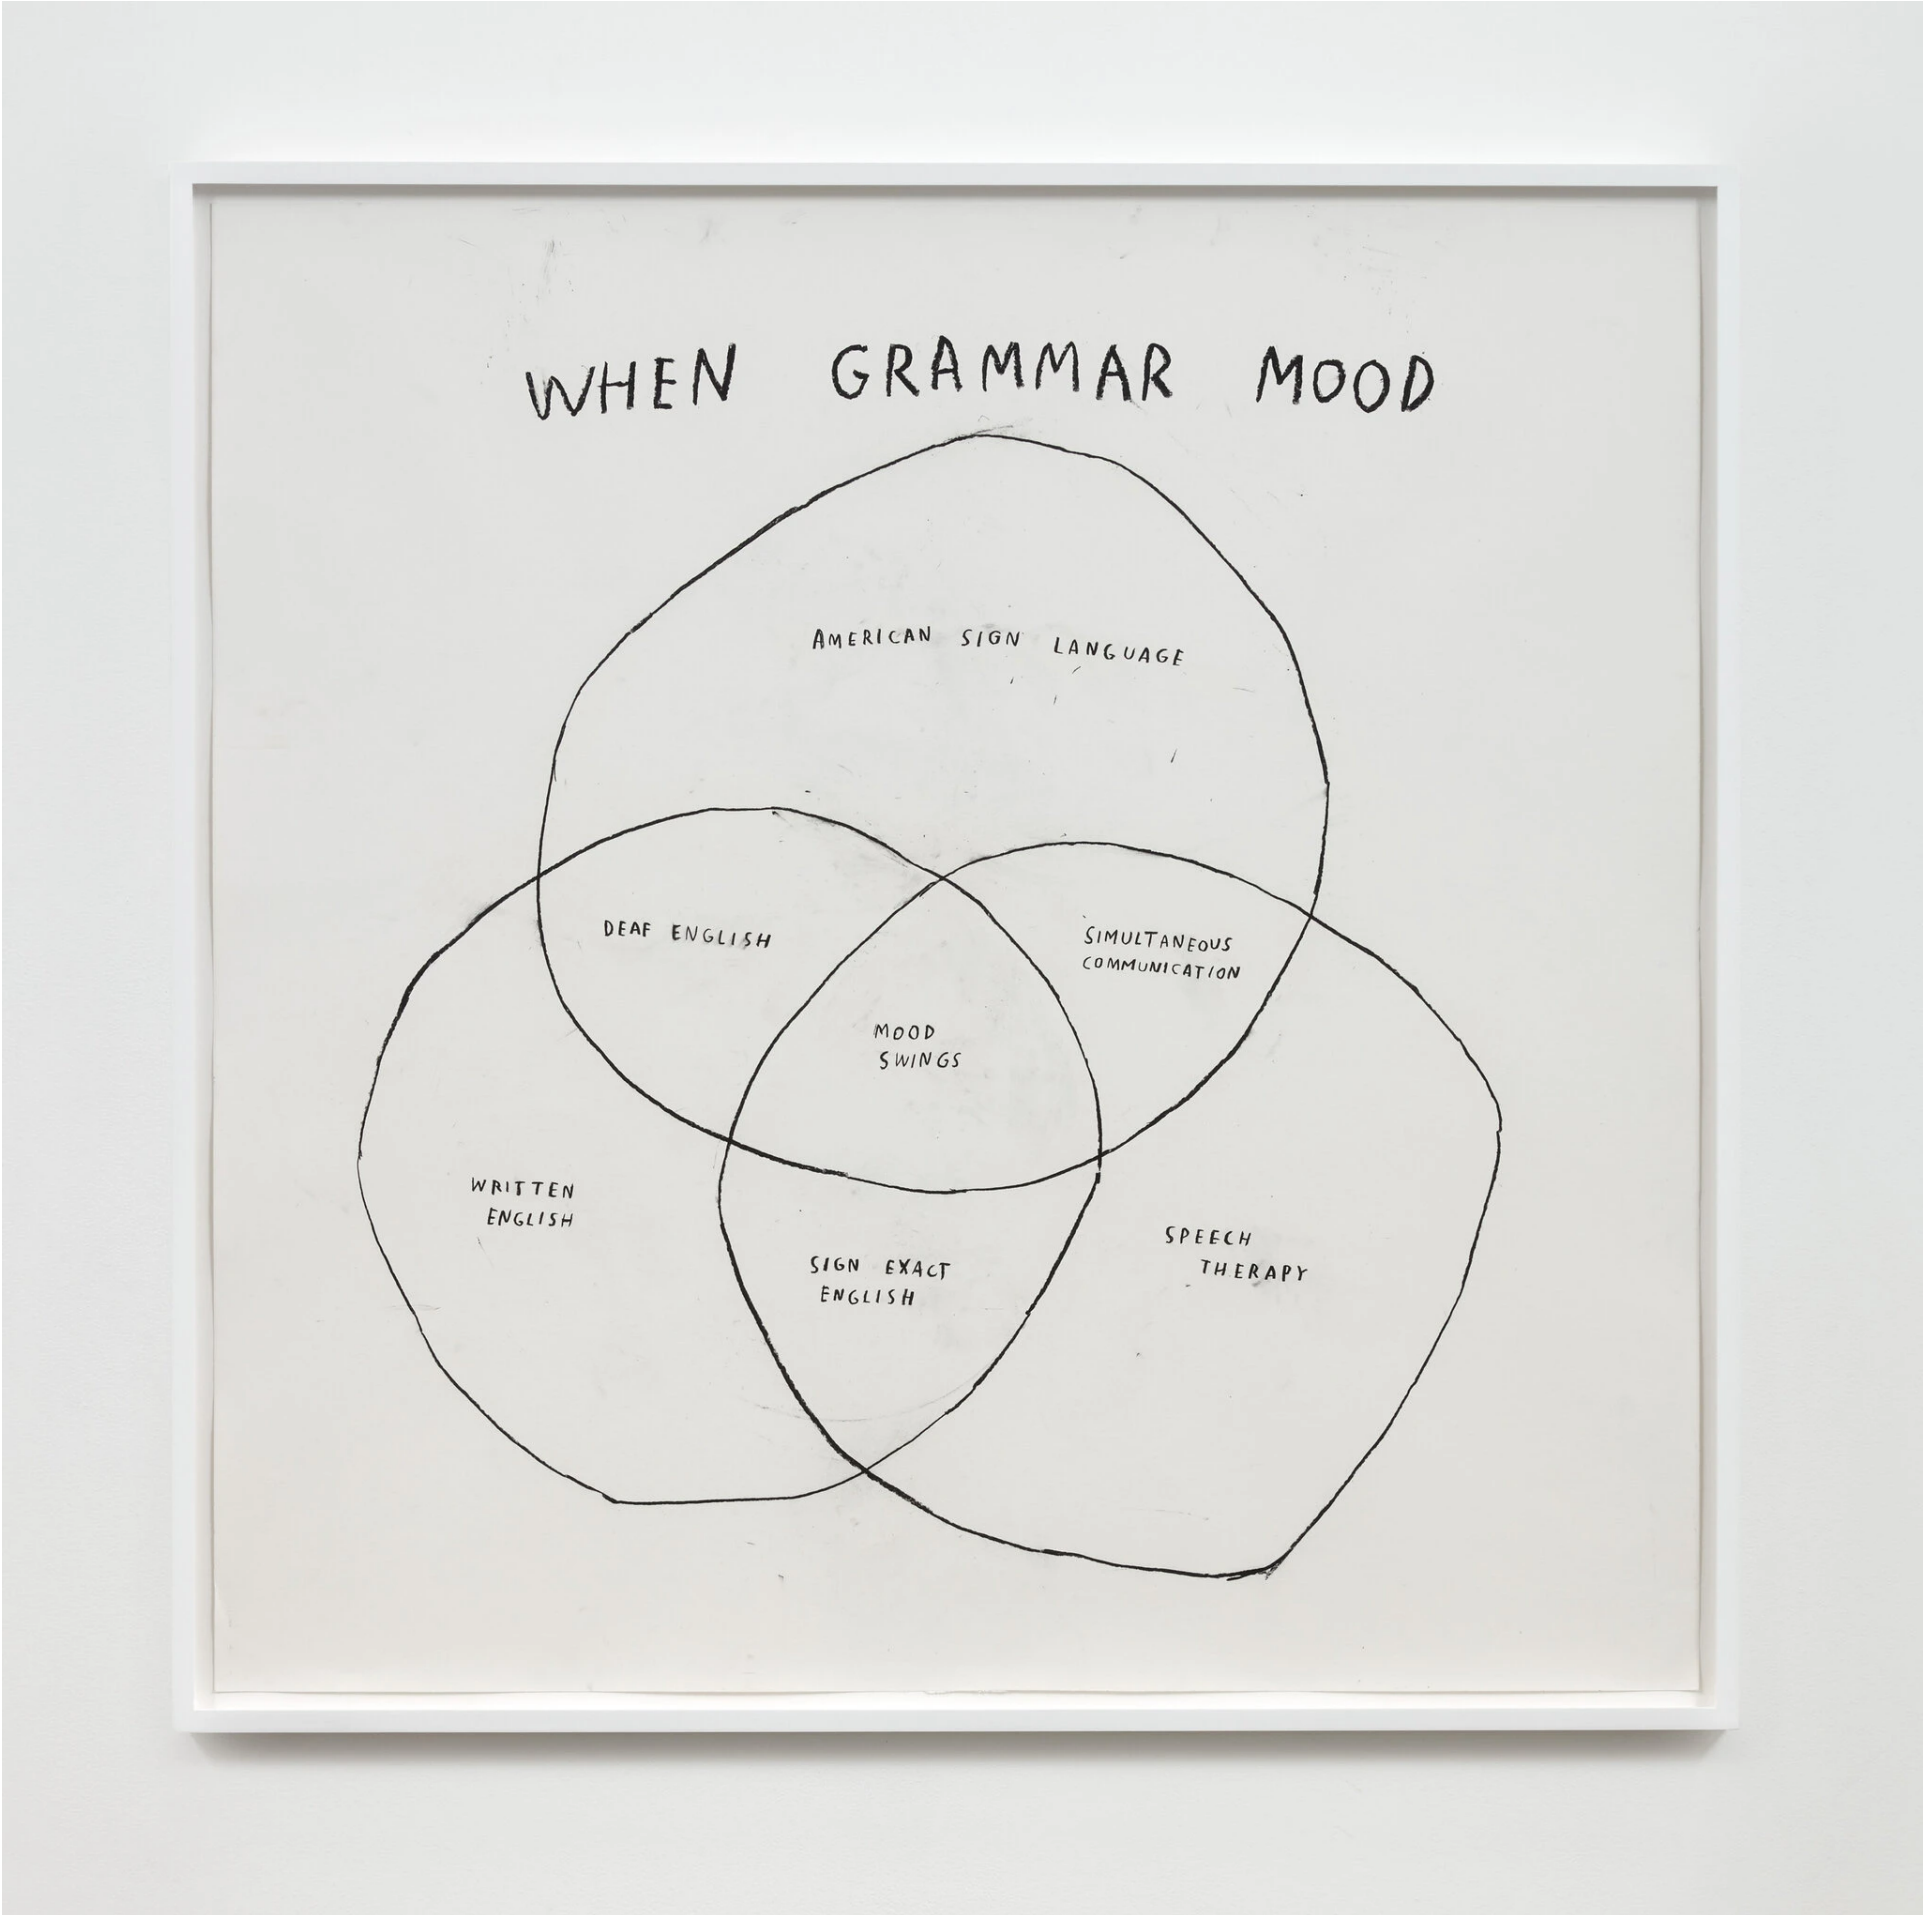 WHEN GRAMMAR MOOD
AMERICAN SIGN LANGUAGE
DEAF ENGLISH
SIMULTANEOUS
COMMUNICATION
MOOD
SWINGS
WRITTEN
ENGLISH
SIGN EXACT
ENGLISH
SPEECH
THERAPY